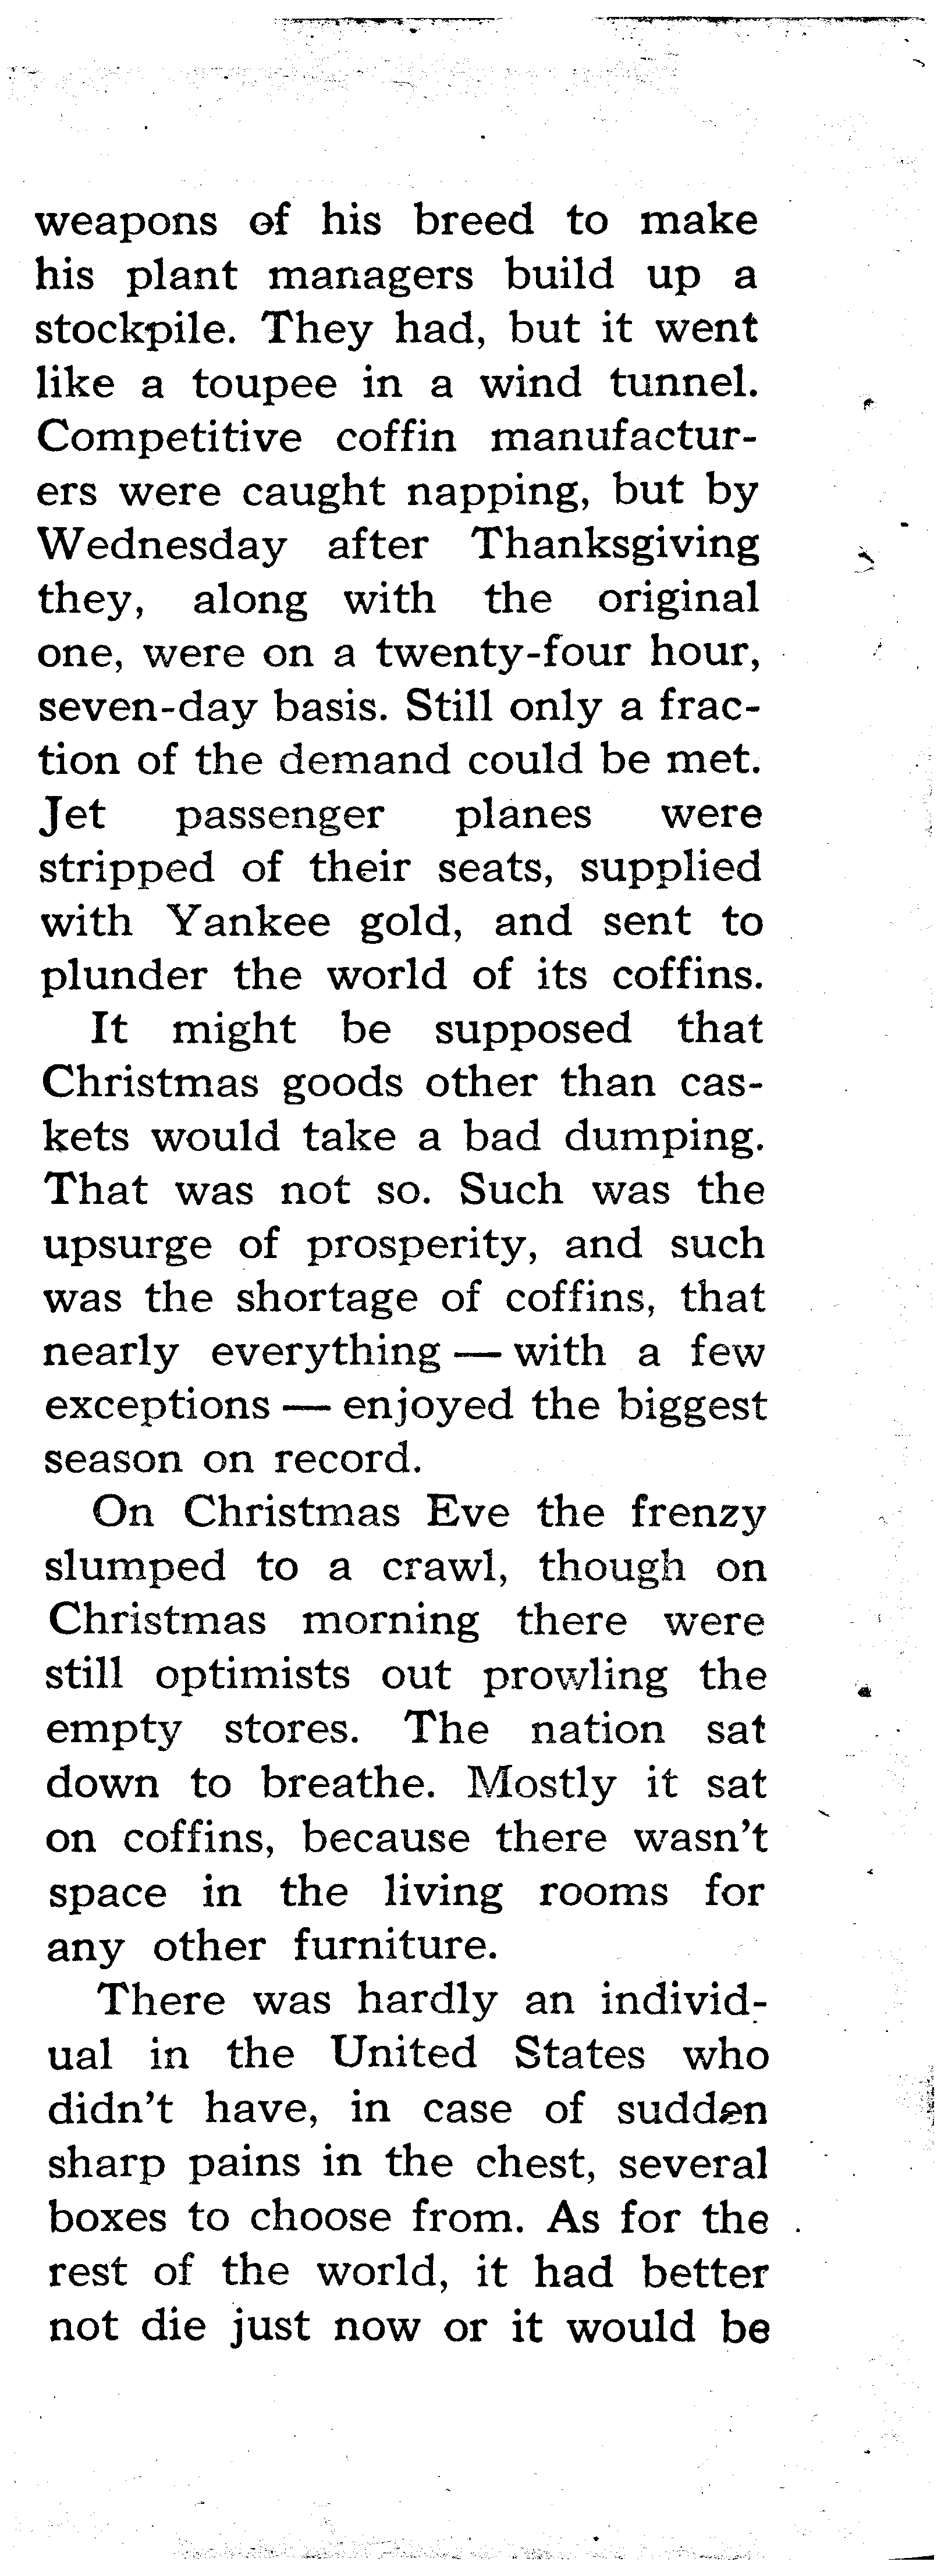 weapons of his breed to make
his plant managers build up a
stockpile. They had, but it went
like a toupee in a wind tunnel.
Competitive coffin manufactur-
ers were caught napping, but by
Wednesday after Thanksgiving
they, along with the original
one, were on a twenty-four hour,
seven-day basis. Still only a frac-
tion of the demand could be met.
Jet passenger planes were
stripped of their seats, supplied
with Yankee gold, and sent to
plunder the world of its coffins.
It might be supposed that
Christmas goods other than cas-
kets would take a bad dumping.
That was not so. Such was the
upsurge of prosperity, and such
was the shortage of coffins, that
nearly everything — with a few
exceptions — enjoyed the biggest
season on record.
On Christmas Eve the frenzy
slumped to a crawl, though on
Christmas morning there were
still optimists out prowling the
empty stores. The nation sat
down to breathe. Mostly it sat
on coffins, because there wasn't
space in the living rooms for
any other furniture.
There was hardly an individ-
ual in the United States who
didn't have, in case of sudden
sharp pains in the chest, several
boxes to choose from. As for the
rest of the world, it had better
not die just now or it would be